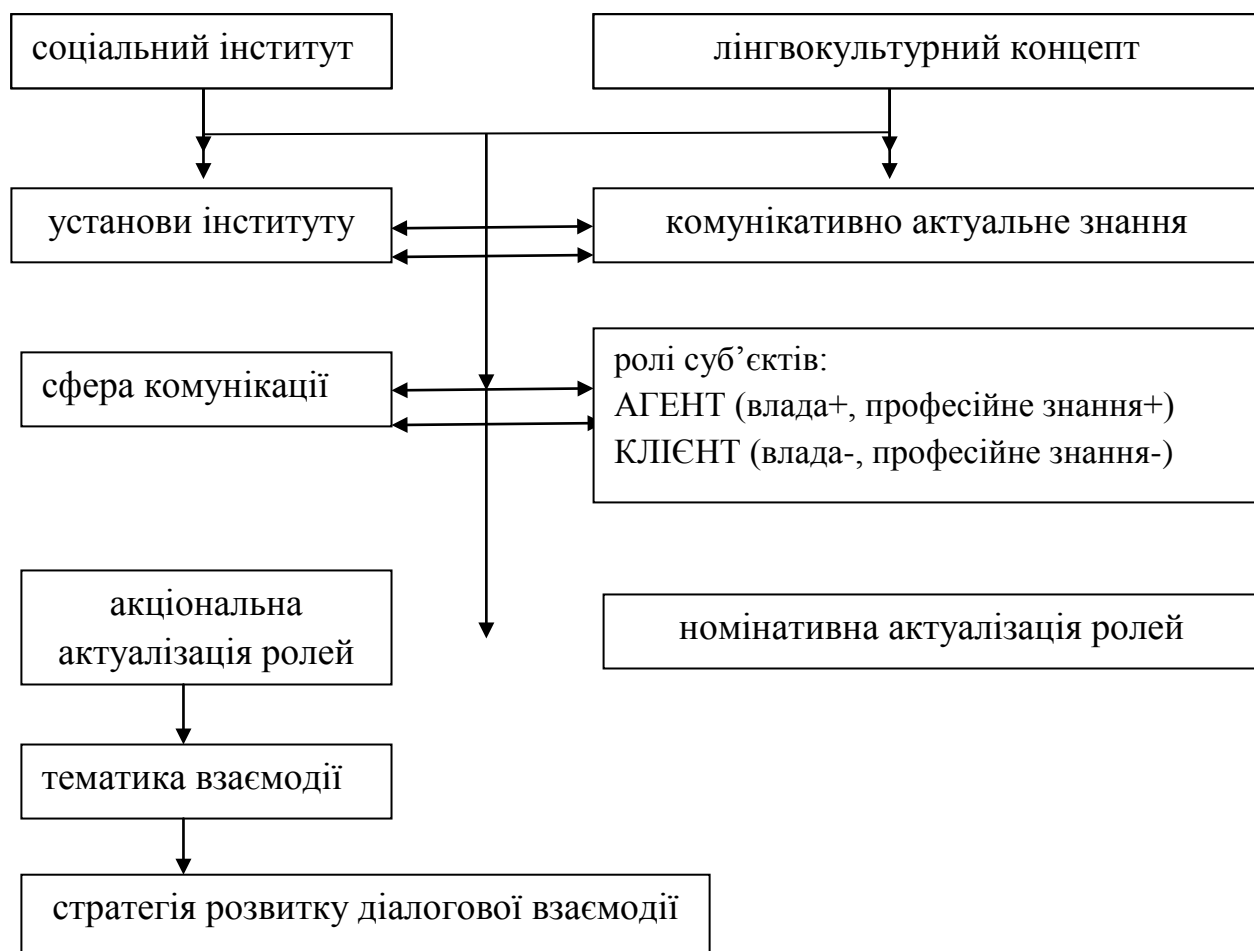 соціальний інститут
лінгвокультурний концепт
установи інституту
комунікативно актуальне знання
сфера комунікації
ролі суб’єктів:
АГЕНТ (влада+, професійне знання+)
КЛІЄНТ (влада-, професійне знання-)
акціональна
актуалізація ролей
номінативна актуалізація ролей
тематика взаємодії
стратегія розвитку діалогової взаємодії